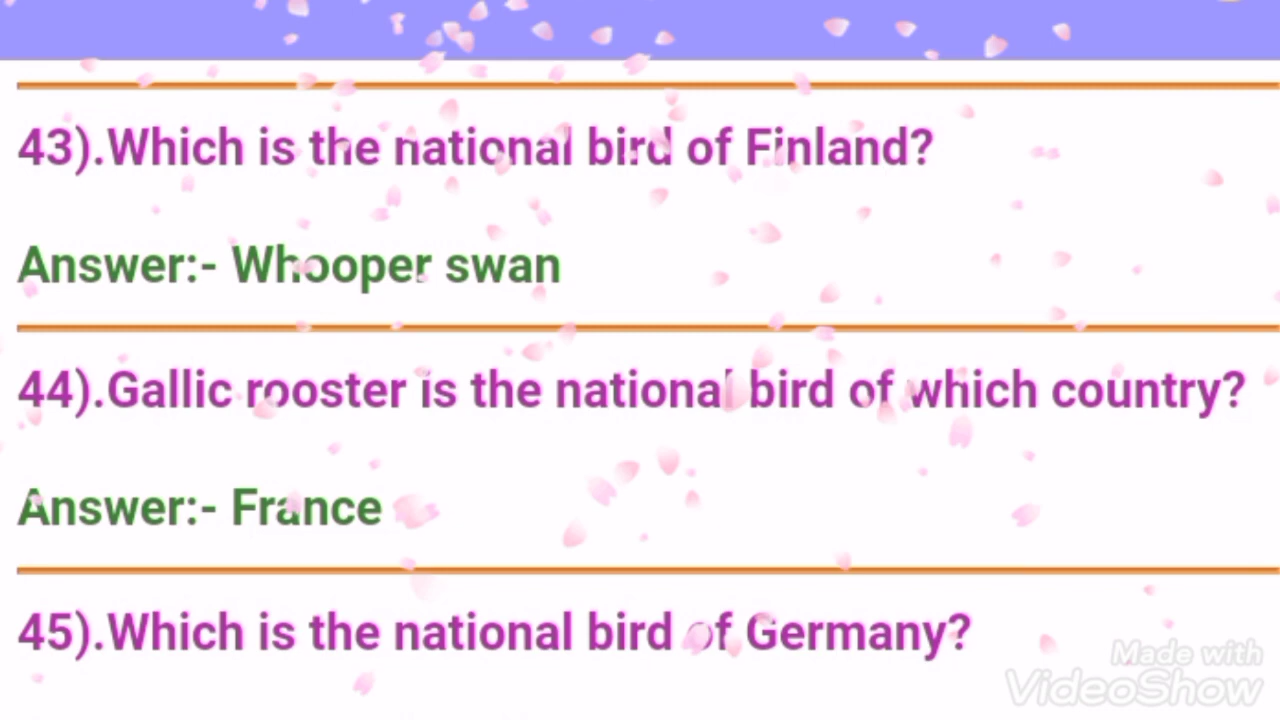 43).Which is the national bird of Finland?
Answer:- Whooper swan
44).Gallic rooster is the national bird of which country?
Answer:- France
45).Which is the national bird of Germany?
Made with
VideoShow